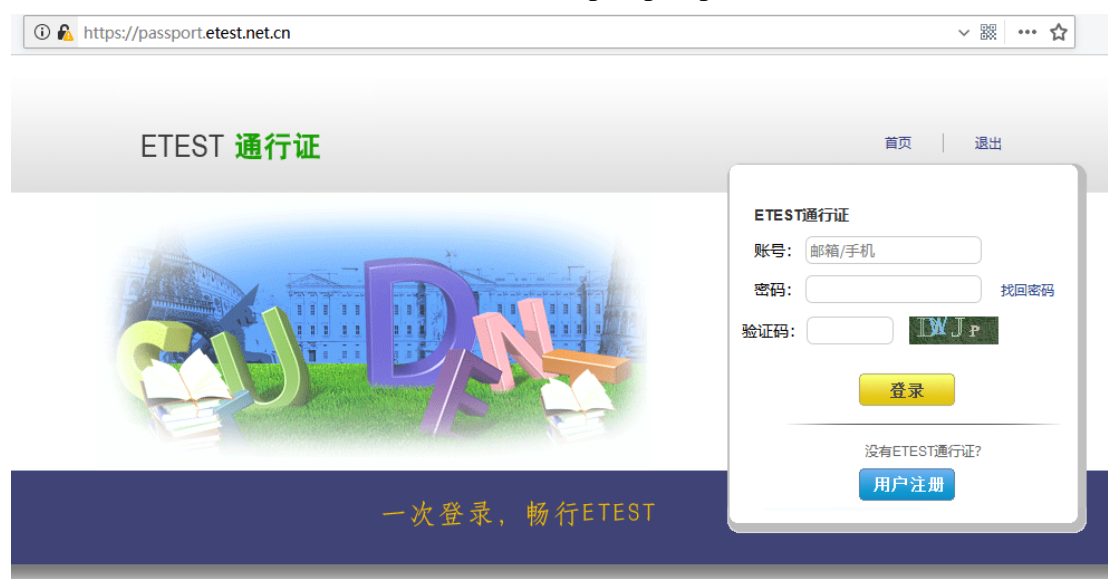 https://passport.etest.net.cn
ETEST 通行证
首页 退出
ETEST通行证
账号： 邮箱/手机
密码： 找回密码
验证码： IWJP
登录
没有ETEST通行证?
用户注册
一次登录，畅行ETEST